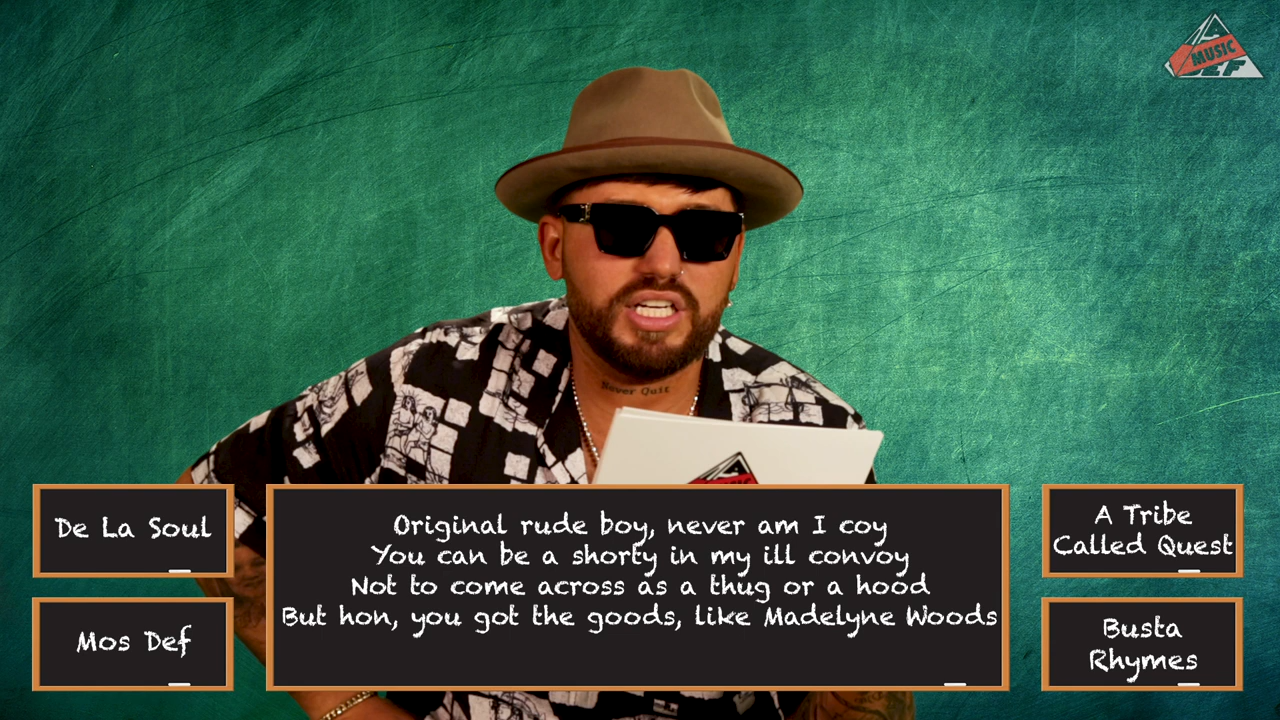 MUSIC
DEF
Never Quit
De La Soul
Mos Def
Original rude boy, never am I coy
You can be a shorty in my ill convoy
Not to come across as a thug or a hood
But hon, you got the goods, like Madelyne Woods
A Tribe
Called Quest
Busta
Rhymes